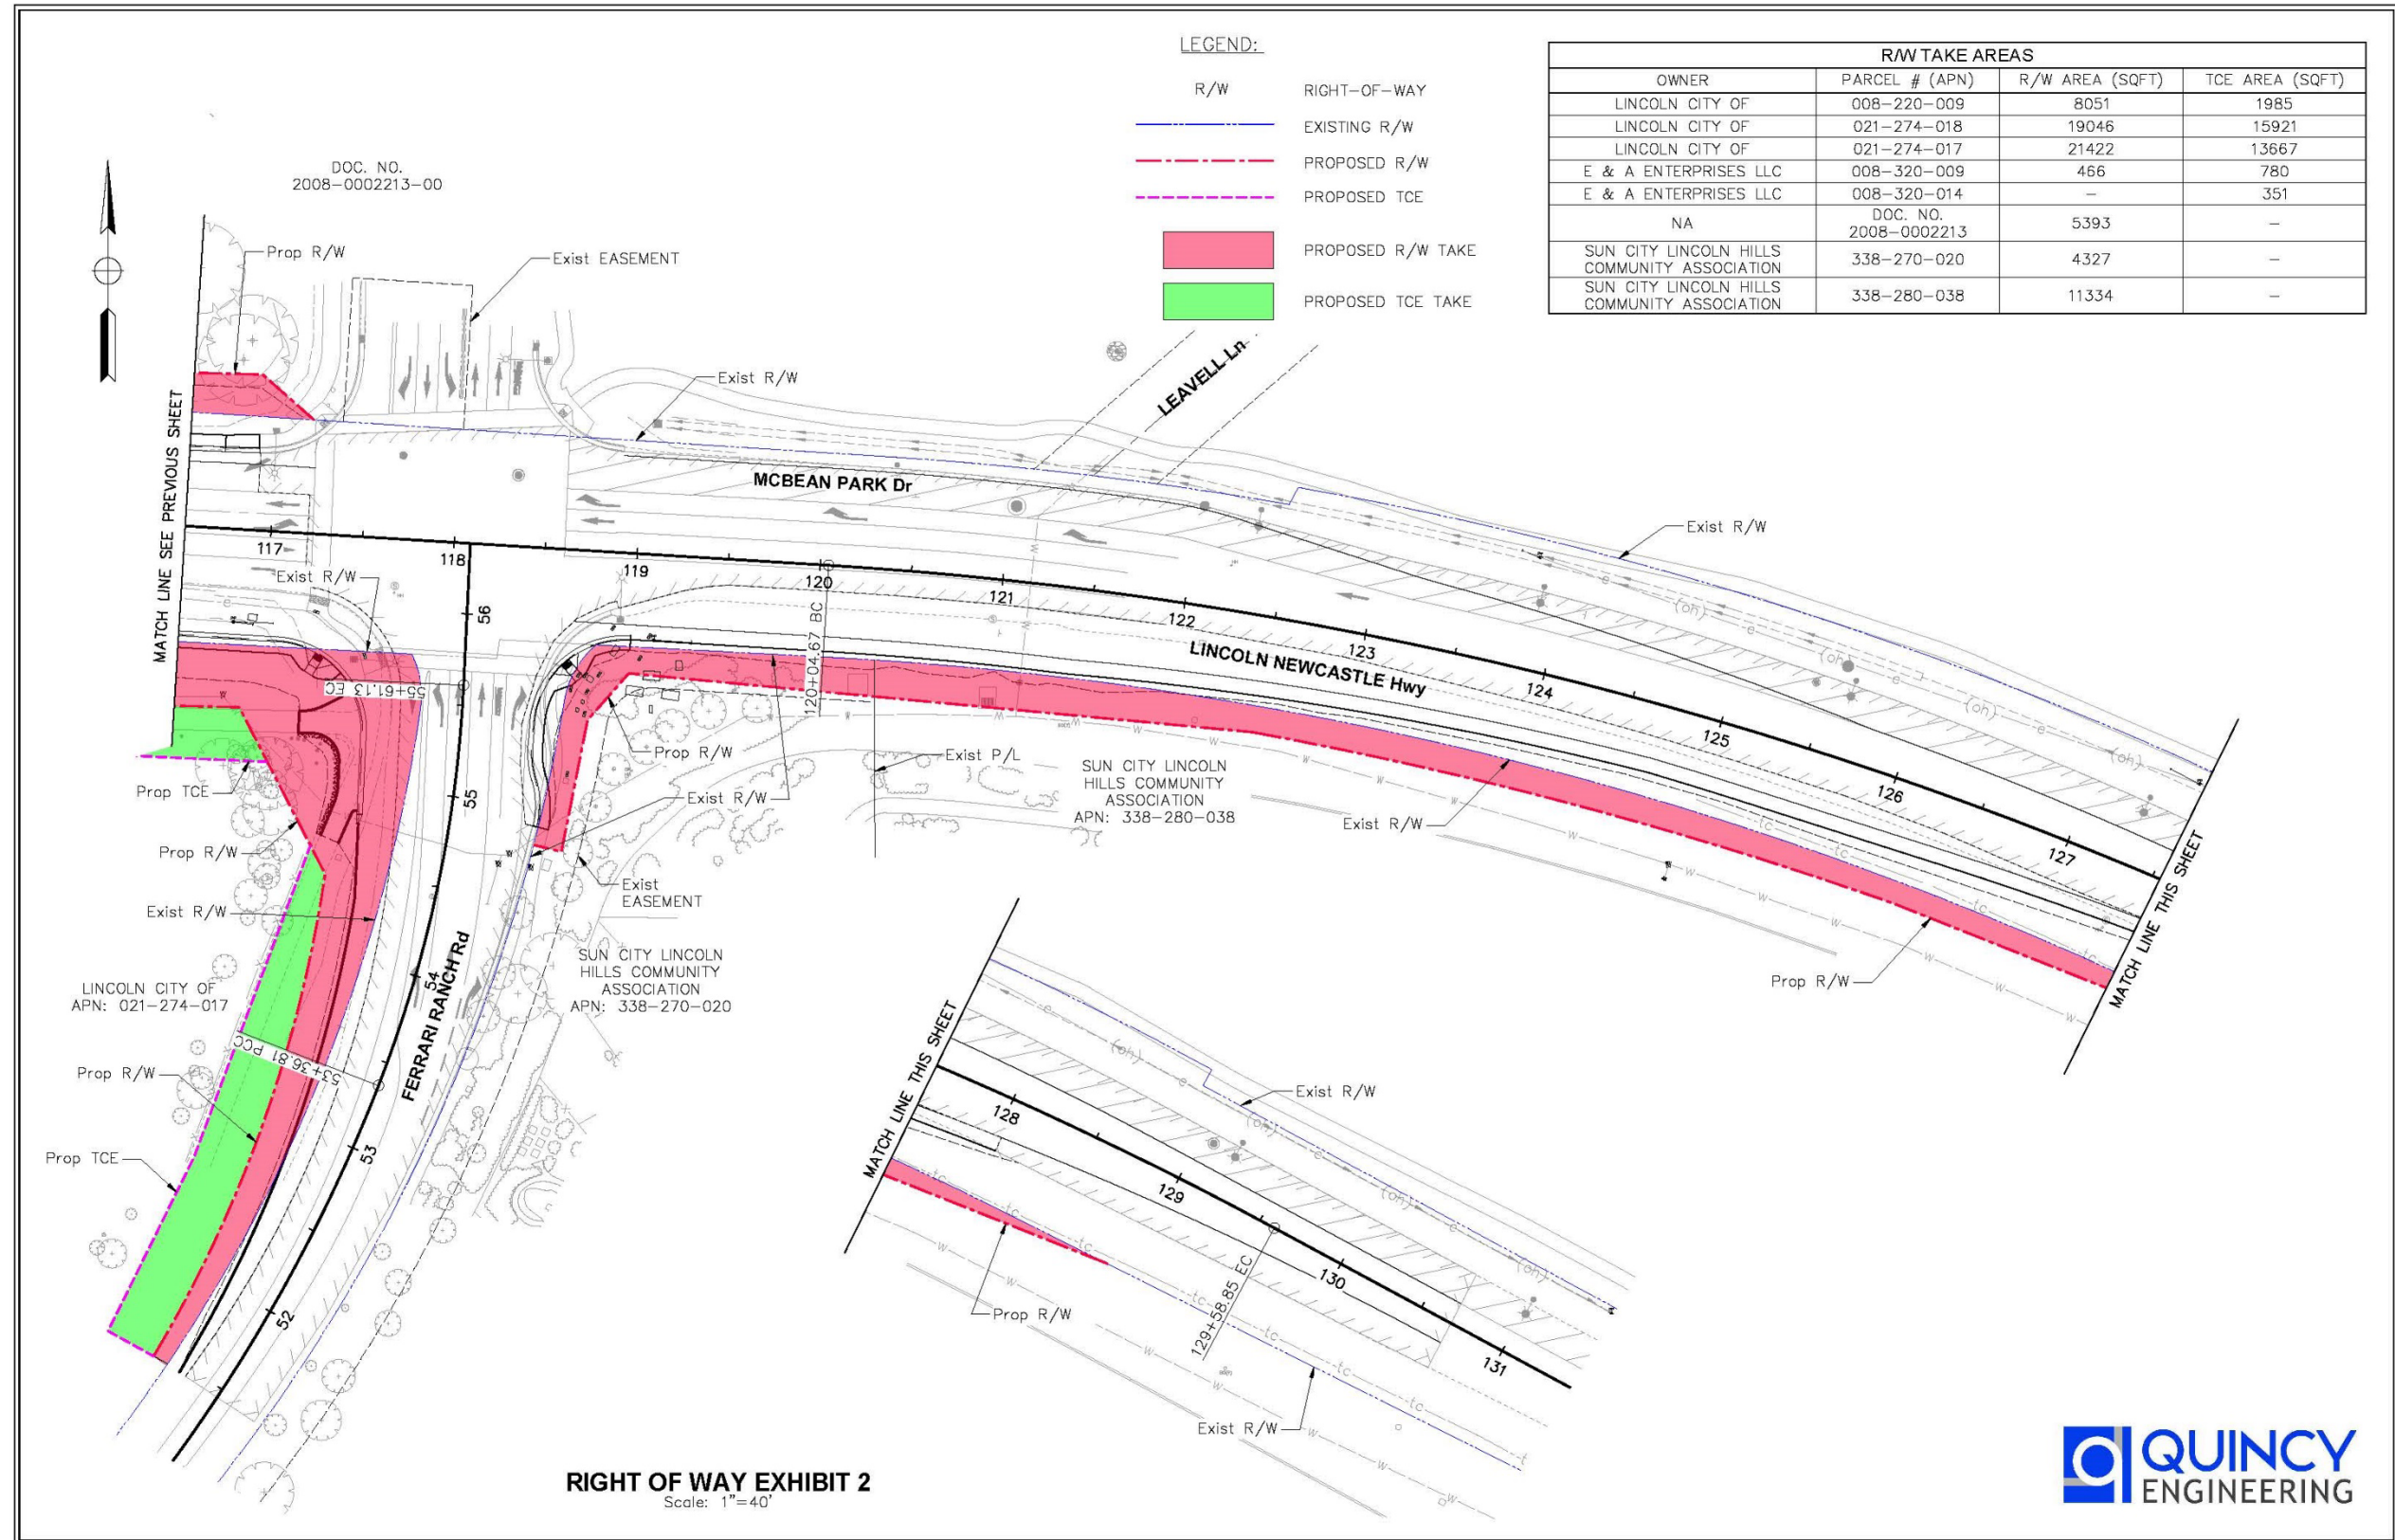 LEGEND:
R/W RIGHT-OF-WAY
EXISTING R/W
PROPOSED R/W
PROPOSED TCE
PROPOSED R/W TAKE
PROPOSED TCE TAKE
R/W TAKE AREAS
OWNER PARCEL # (APN) R/W AREA (SQFT) TCE AREA (SQFT)
LINCOLN CITY OF 008-220-009 8051 1985
LINCOLN CITY OF 021-274-018 19046 15921
LINCOLN CITY OF 021-274-017 21422 13667
E & A ENTERPRISES LLC 008-320-009 466 780
E & A ENTERPRISES LLC 008-320-014 - 351
NA DOC. NO. 5393 -
2008-0002213
SUN CITY LINCOLN HILLS 338-270-020 4327 -
COMMUNITY ASSOCIATION
SUN CITY LINCOLN HILLS 338-280-038 11334 -
COMMUNITY ASSOCIATION
DOC. NO.
2008-0002213-00
Prop R/W
Exist EASEMENT
Exist R/W
LEAVELL Ln
MATCH LINE SEE PREVIOUS SHEET
MCBEAN PARK Dr
Exist R/W
117
118
119
120
121
122
123
124
125
126
127
Exist R/W
56
120+04.67 BC
LINCOLN NEWCASTLE Hwy
55+61.13 EC
Prop R/W
Exist P/L
SUN CITY LINCOLN
HILLS COMMUNITY
ASSOCIATION
APN: 338-280-038
Exist R/W
Exist R/W
Prop TCE
55
Prop R/W
Exist R/W
Exist
EASEMENT
MATCH LINE THIS SHEET
Prop R/W
54
FERRARI RANCH Rd
SUN CITY LINCOLN
HILLS COMMUNITY
ASSOCIATION
APN: 338-270-020
LINCOLN CITY OF
APN: 021-274-017
53+36.81 PCC
Prop R/W
Prop TCE
53
52
MATCH LINE THIS SHEET
Exist R/W
128
129
130
131
Prop R/W
129+58.85 EC
Exist R/W
RIGHT OF WAY EXHIBIT 2
Scale: 1"=40'
QUINCY
ENGINEERING